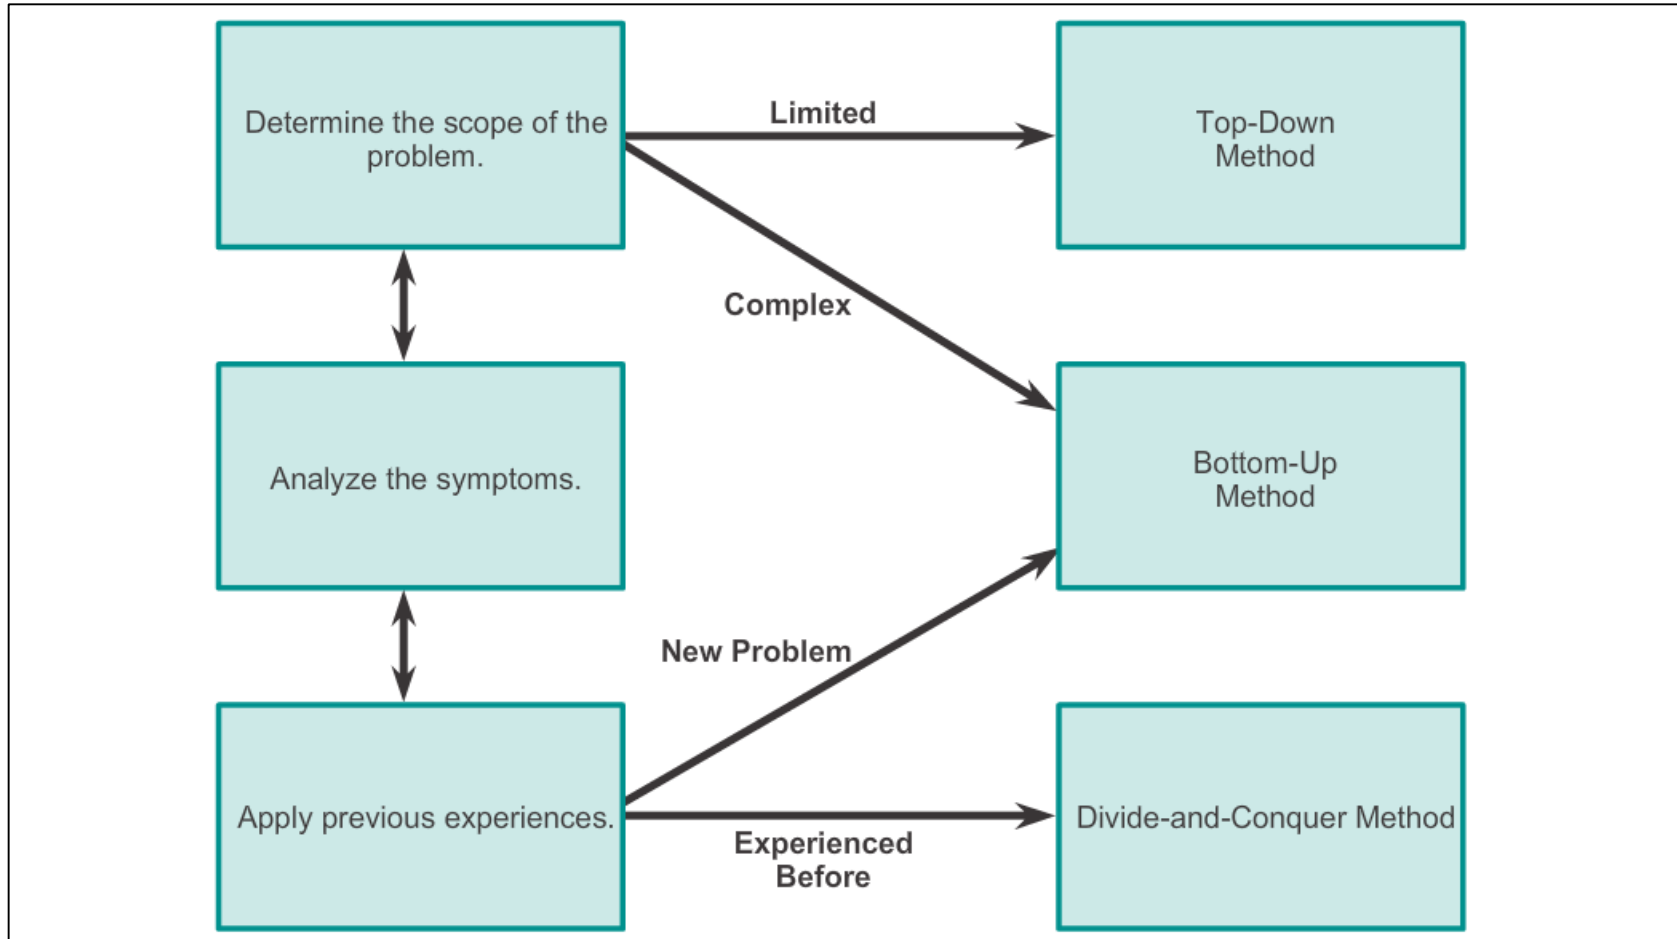 Determine the scope of the
problem.
Limited
Top-Down
Method
Complex
Analyze the symptoms.
Bottom-Up
Method
New Problem
Apply previous experiences.
Experienced
Before
Divide-and-Conquer Method